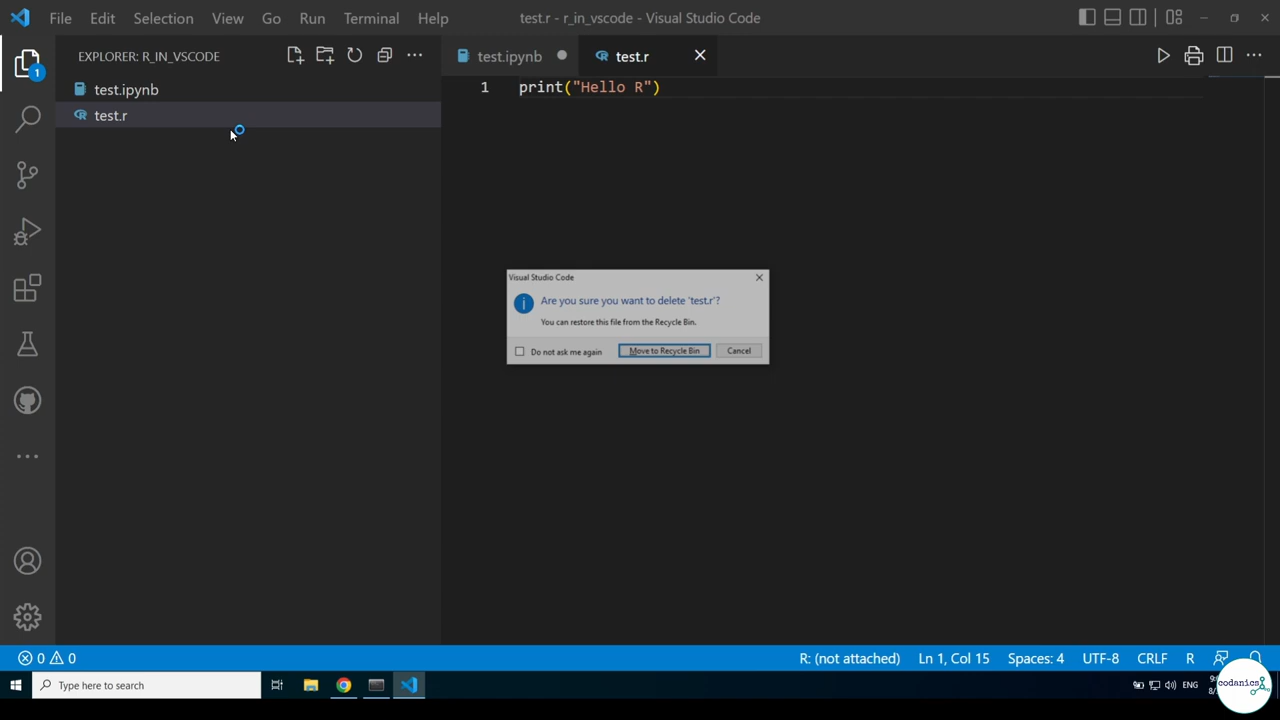 File Edit Selection View Go Run Terminal Help
test.r - r_in_vscode - Visual Studio Code
EXPLORER: R_IN_VSCODE
1
test.ipynb
test.r
test.ipynb
test.r
1 print("Hello R")
Visual Studio Code
Are you sure you want to delete 'test.r'?
You can restore this file from the Recycle Bin.
Do not ask me again
Move to Recycle Bin
Cancel
0 0
R: (not attached) Ln 1, Col 15 Spaces: 4 UTF-8 CRLF R
Type here to search
ENG
codanics